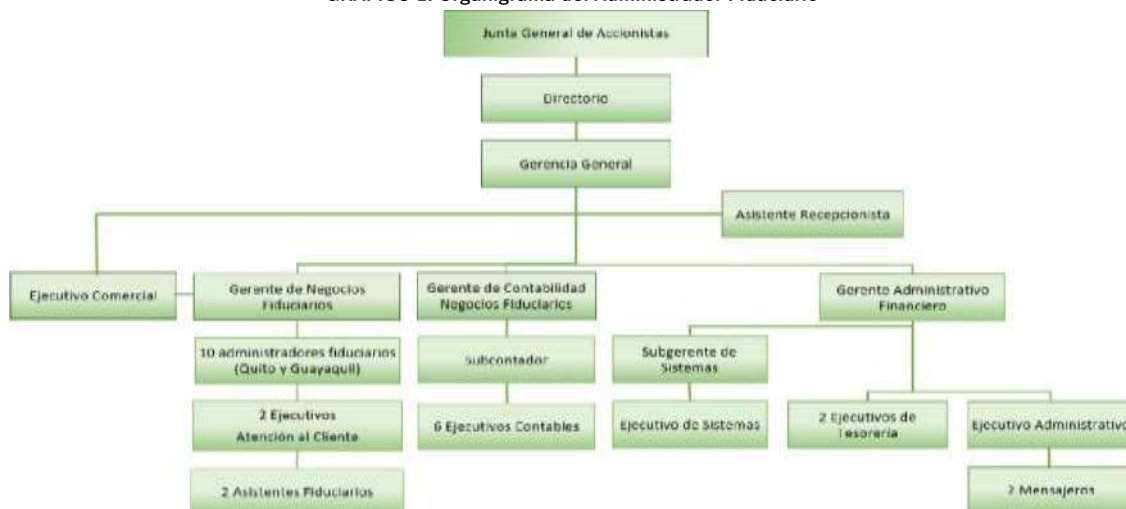 Junta General de Accionistas
Directorio
Gerencia General
Asistente Recepcionista
Ejecutivo Comercial
Gerente de Negocios
Fiduciarios
Gerente de Contabilidad
Negocios Fiduciarios
Gerente Administrativo
Financiero
10 administradores fiduciarios
(Quito y Guayaquil)
Subcontador
Subgerente de
Sistemas
2 Ejecutivos
Atención al Cliente
6 Ejecutivos Contables
Ejecutivo de Sistemas
2 Ejecutivos de
Tesorería
Ejecutivo Administrativo
2 Asistentes Fiduciarios
2 Mensajeros